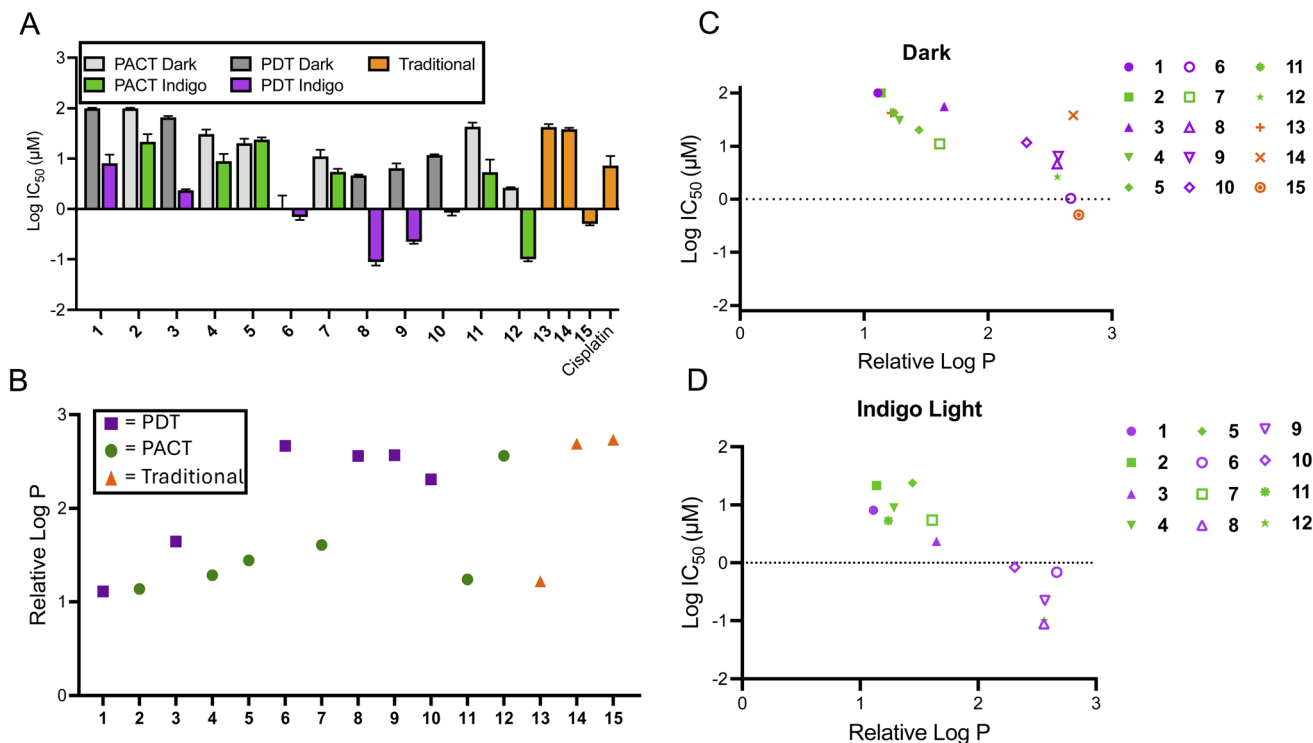 A
PACT Dark PDT Dark Traditional
PACT Indigo PDT Indigo
Log IC50 (µM)
3
2
1
0
-1
-2
1 2 3 4 5 6 7 8 9 10 11 12 13 14 15 Cisplatin
B
= PDT
= PACT
= Traditional
Relative Log P
3
2
1
0
1 2 3 4 5 6 7 8 9 10 11 12 13 14 15
C
Dark
Log IC50 (µM)
2
1
0
-1
-2
0 1 2 3
Relative Log P
1 6 11
2 7 12
3 8 13
4 9 14
5 10 15
D
Indigo Light
Log IC50 (µM)
2
1
0
-1
-2
0 1 2 3
Relative Log P
1 5 9
2 6 10
3 7 11
4 8 12